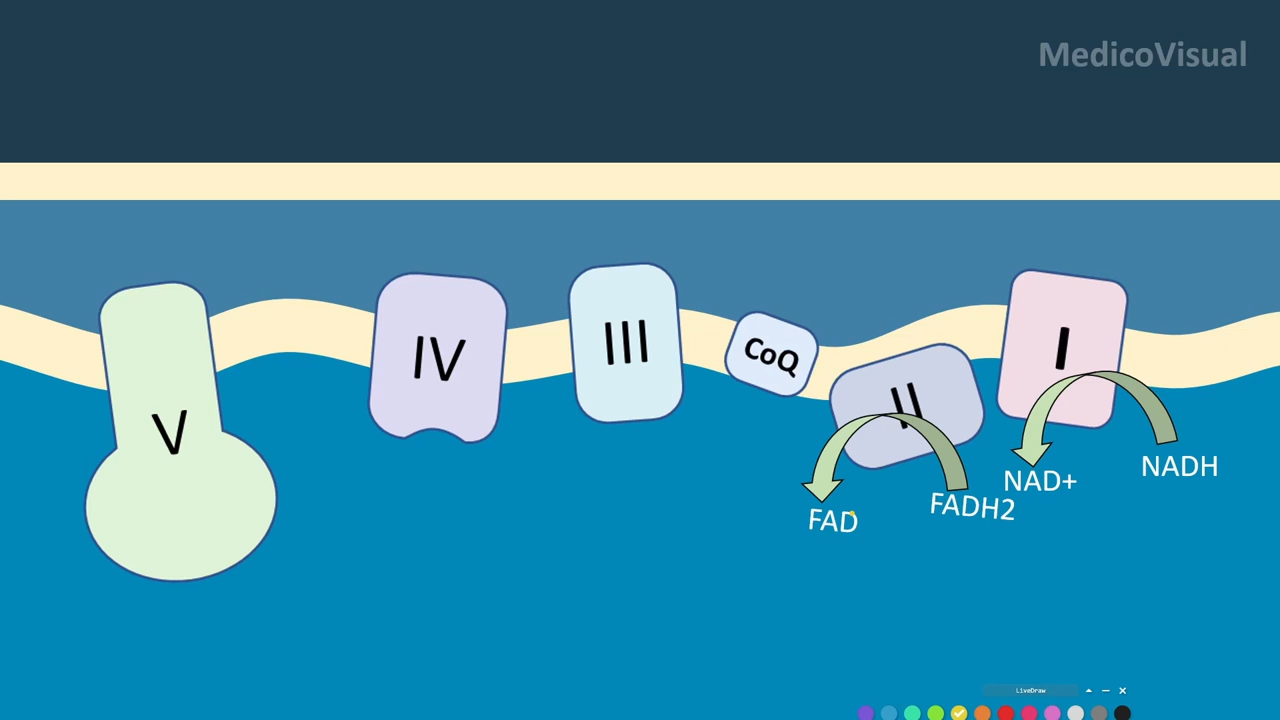 MedicoVisual
V
IV
III
CoQ
II
I
NADH
NAD+
FADH2
FAD
LiveDraw